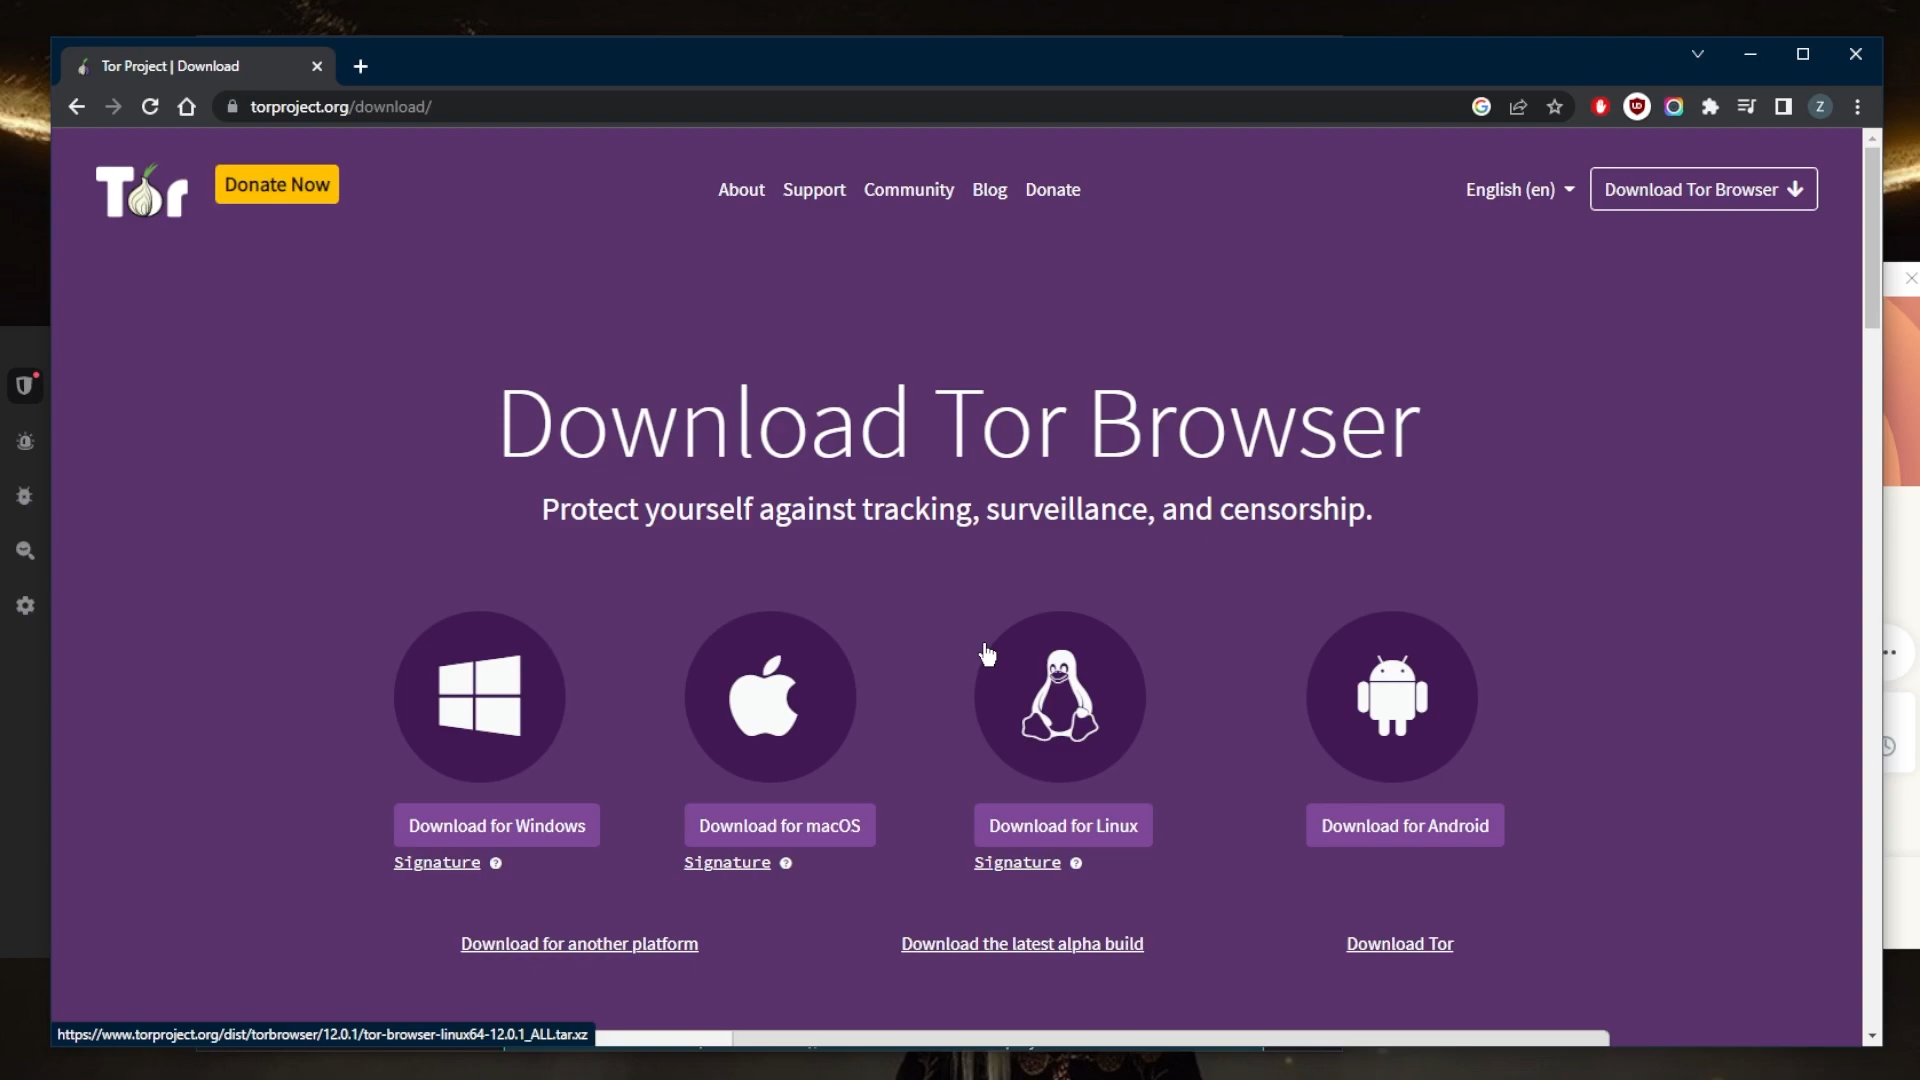 Tor Project | Download
torproject.org/download/
Z
Tor
Donate Now
About Support Community Blog Donate
English (en)
Download Tor Browser
Download Tor Browser
Protect yourself against tracking, surveillance, and censorship.
Download for Windows
Download for macOS
Download for Linux
Download for Android
Signature ?
Signature ?
Signature ?
Download for another platform
Download the latest alpha build
Download Tor
https://www.torproject.org/dist/torbrowser/12.0.1/tor-browser-linux64-12.0.1_ALL.tar.xz